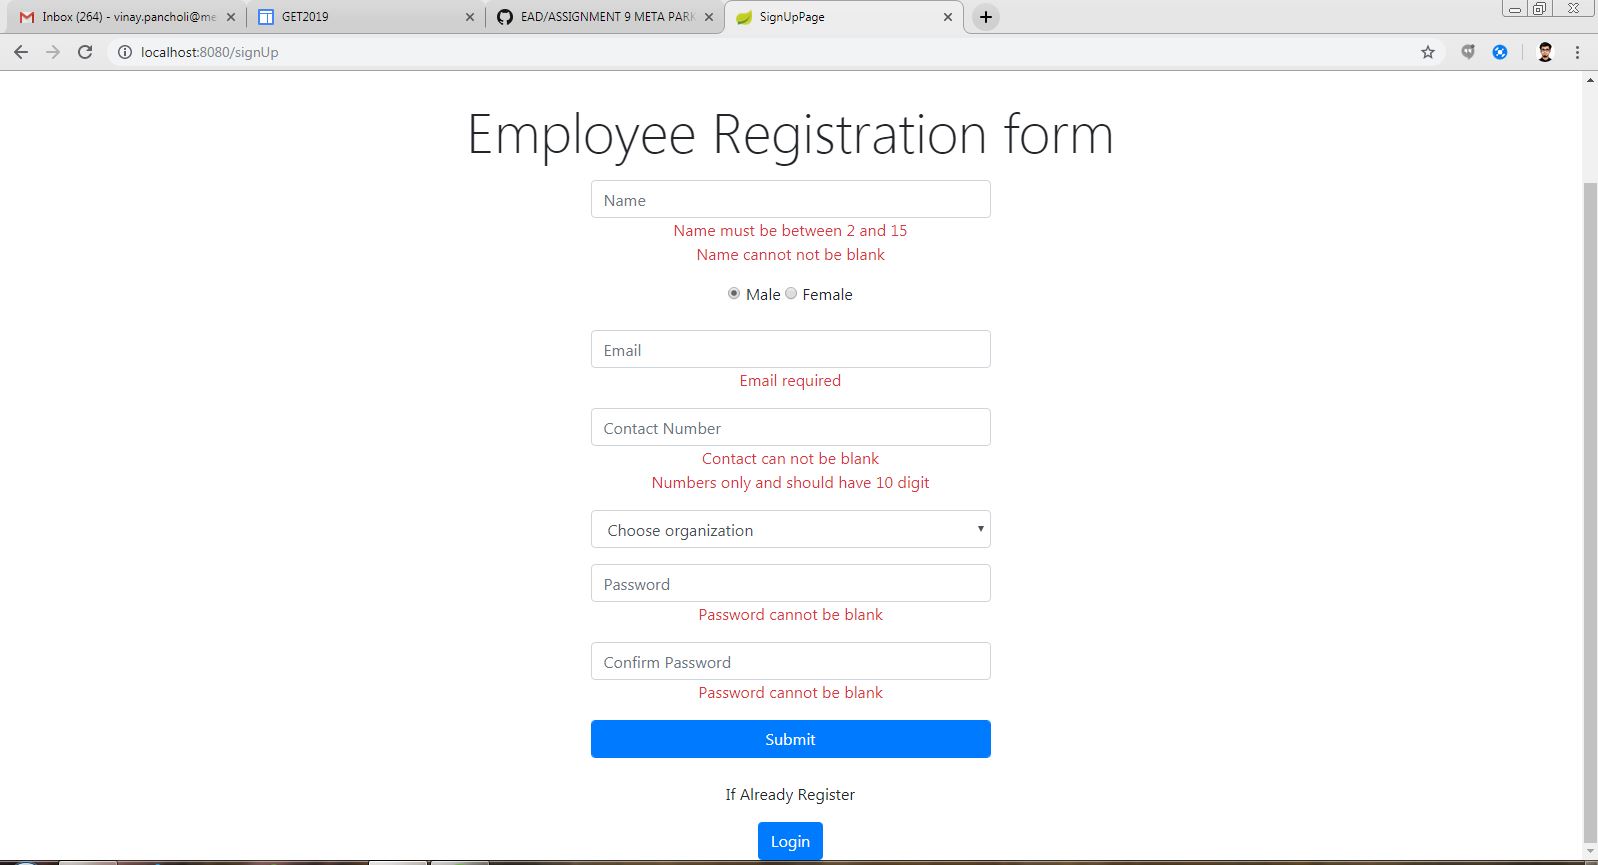 Inbox (264) - vinay.pancholi@me
GET2019
EAD/ASSIGNMENT 9 META PARK
SignUpPage
localhost:8080/signUp
Employee Registration form
Name
Name must be between 2 and 15
Name cannot not be blank
Male Female
Email
Email required
Contact Number
Contact can not be blank
Numbers only and should have 10 digit
Choose organization
Password
Password cannot be blank
Confirm Password
Password cannot be blank
Submit
If Already Register
Login